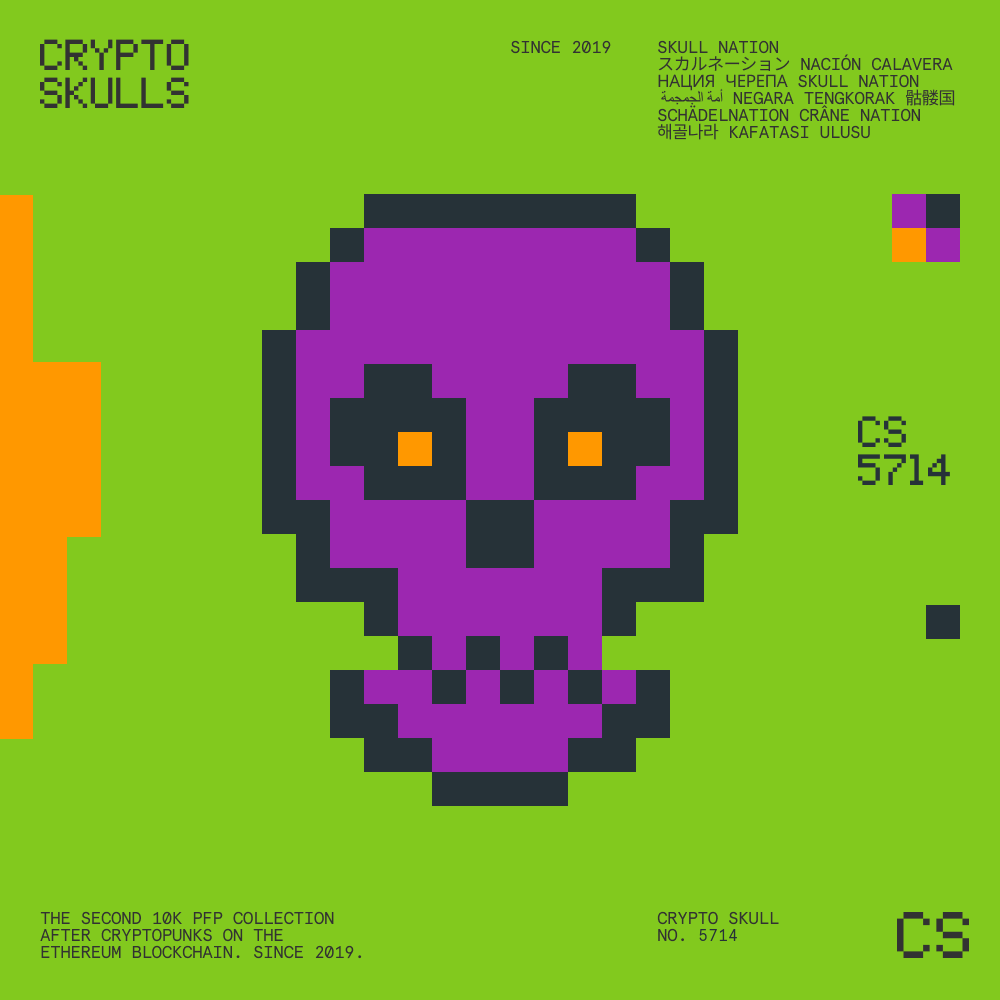 CRYPTO
SKULLS
SINCE 2019
SKULL NATION
スカルネーション NACIÓN CALAVERA
НАЦИЯ ЧЕРЕПА SKULL NATION
أمة الجمجمة NEGARA TENGKORAK 骷髅国
SCHÄDELNATION CRÂNE NATION
해골나라 KAFATASI ULUSU
CS
5714
THE SECOND 10K PFP COLLECTION
AFTER CRYPTOPUNKS ON THE
ETHEREUM BLOCKCHAIN. SINCE 2019.
CRYPTO SKULL
NO. 5714
CS